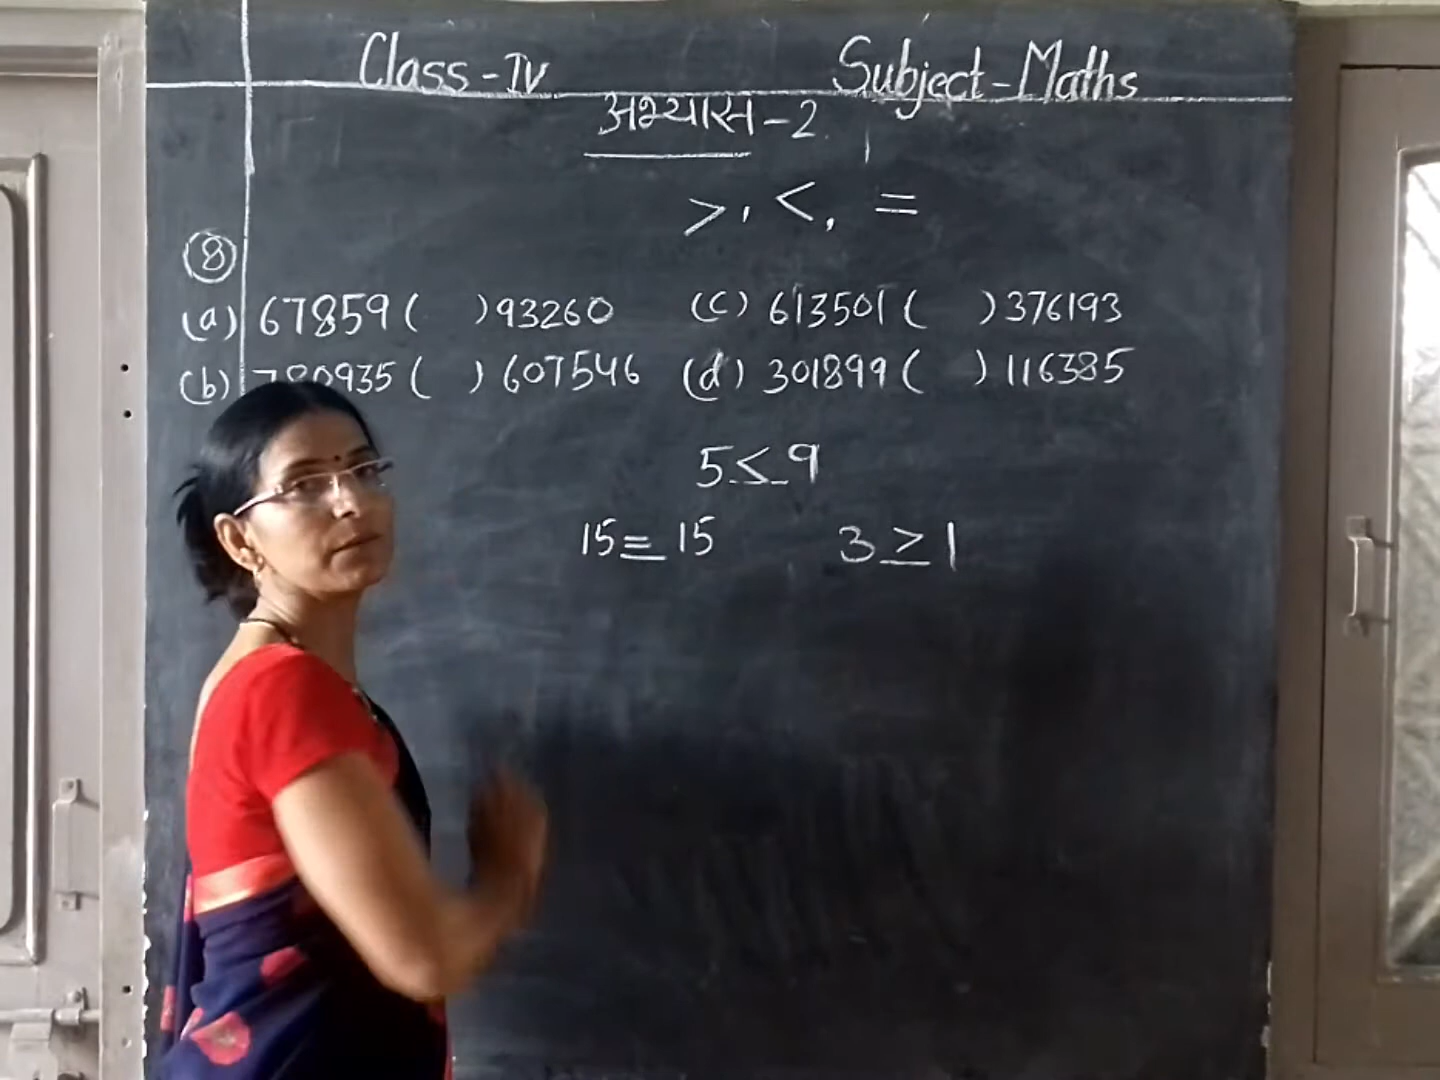 Class-IV Subject-Maths
अभ्यास-2
>, <, =
8
(a) 67859 ( ) 93260 (c) 613501 ( ) 376193
(b) 780935 ( ) 607546 (d) 301899 ( ) 116385
5 < 9
15 = 15 3 > 1